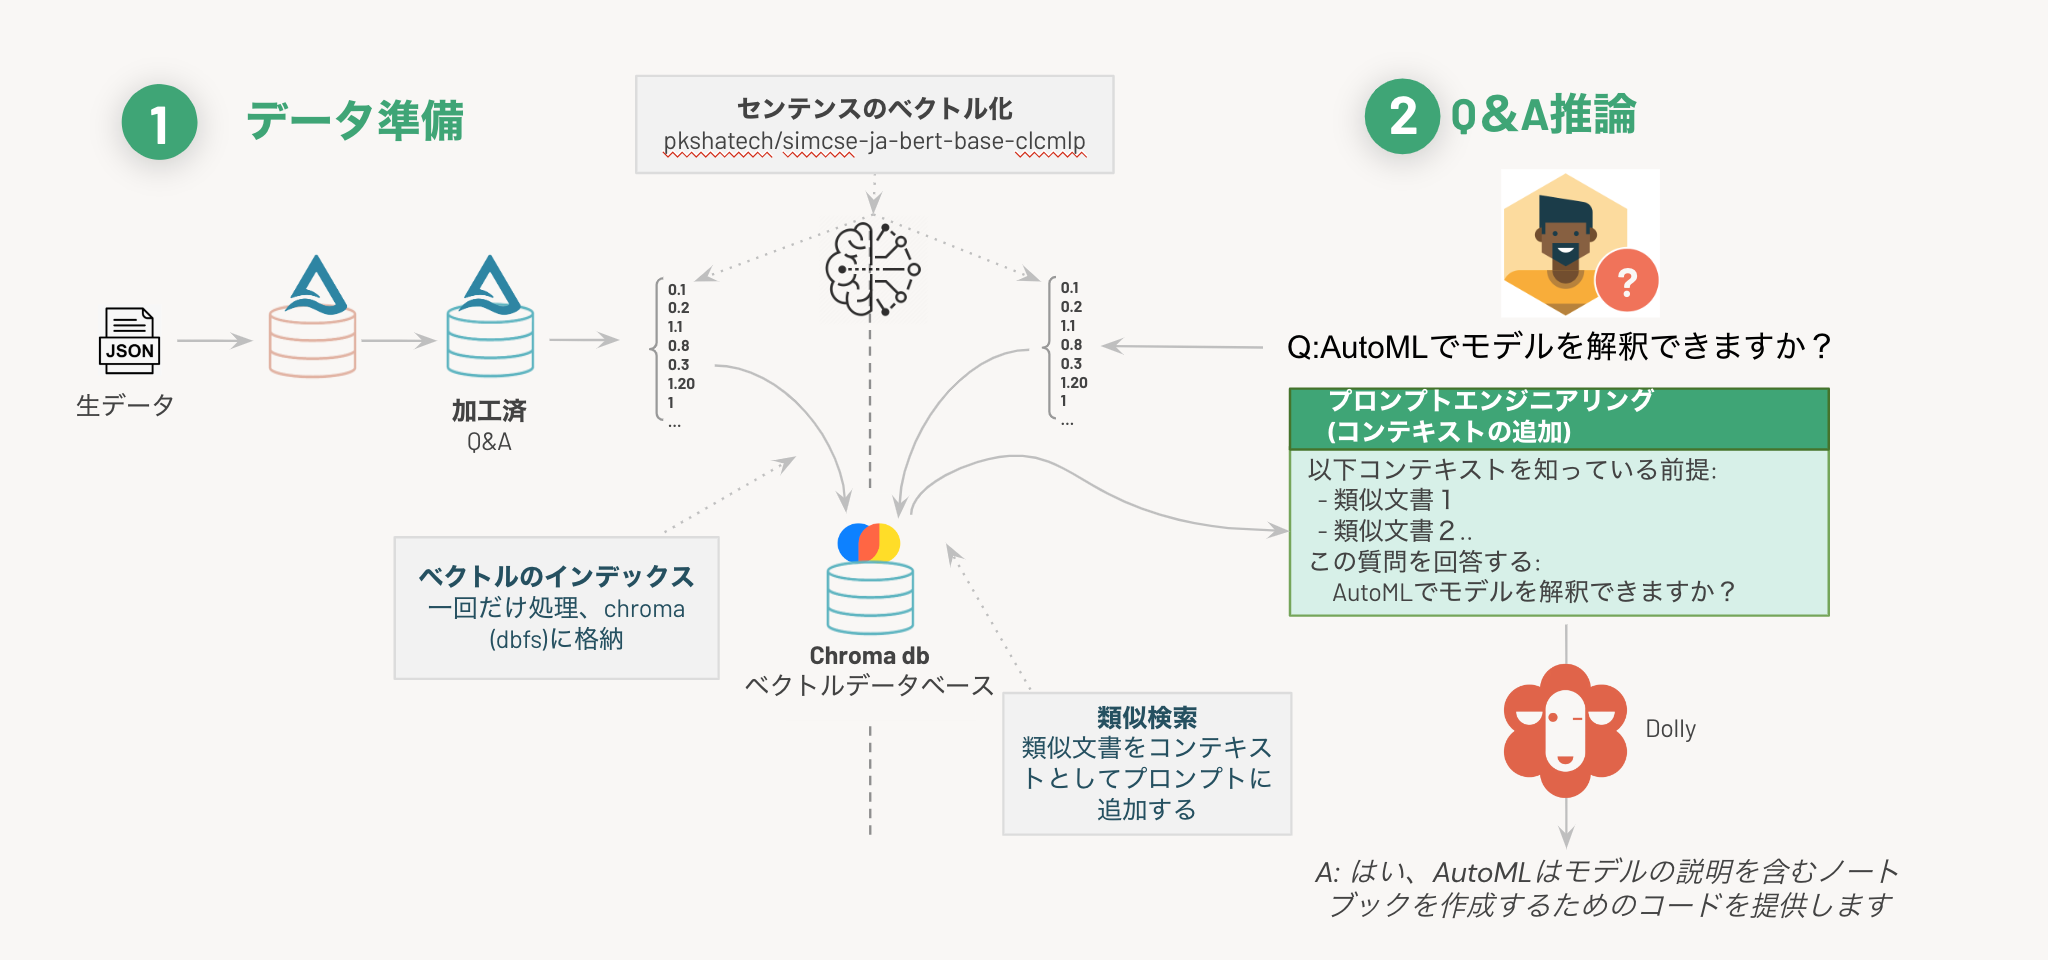 1
データ準備
センテンスのベクトル化
pkshatech/simcse-ja-bert-base-clcmlp
2
Q&A推論
JSON
生データ
加工済
Q&A
0.1
0.2
1.1
0.8
0.3
1.20
1
...
0.1
0.2
1.1
0.8
0.3
1.20
1
...
?
Q:AutoMLでモデルを解釈できますか？
プロンプトエンジニアリング
(コンテキストの追加)
以下コンテキストを知っている前提:
- 類似文書１
- 類似文書２..
この質問を回答する:
AutoMLでモデルを解釈できますか？
ベクトルのインデックス
一回だけ処理、chroma
(dbfs)に格納
Chroma db
ベクトルデータベース
類似検索
類似文書をコンテキス
トとしてプロンプトに
追加する
Dolly
A: はい、AutoMLはモデルの説明を含むノート
ブックを作成するためのコードを提供します